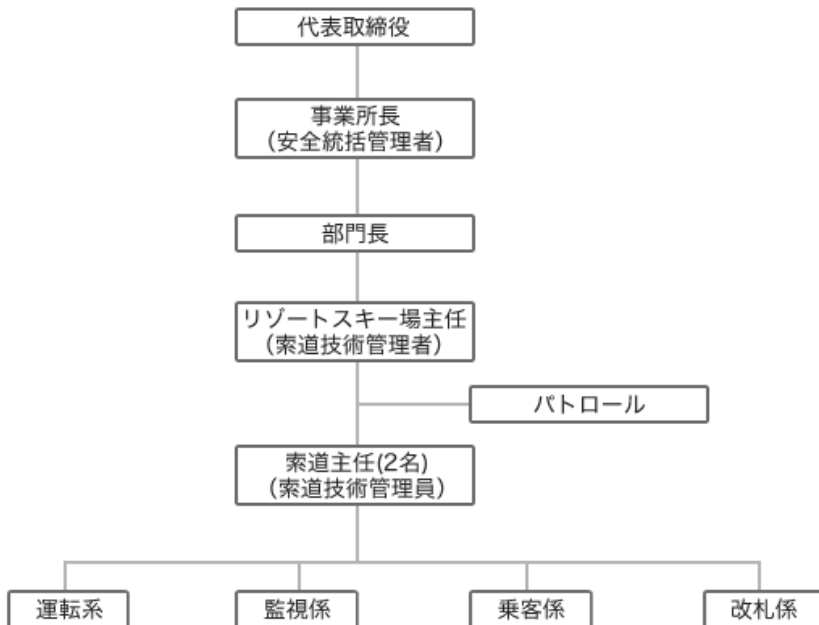 代表取締役
事業所長
（安全統括管理者）
部門長
リゾートスキー場主任
（索道技術管理者）
パトロール
索道主任(2名)
（索道技術管理員）
運転系
監視係
乗客係
改札係